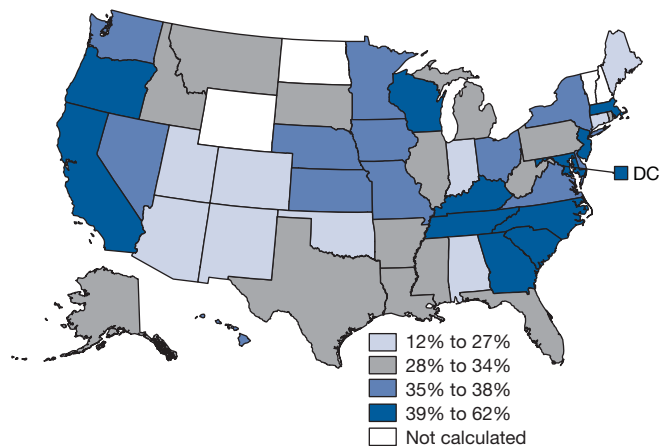 DC
12% to 27%
28% to 34%
35% to 38%
39% to 62%
Not calculated